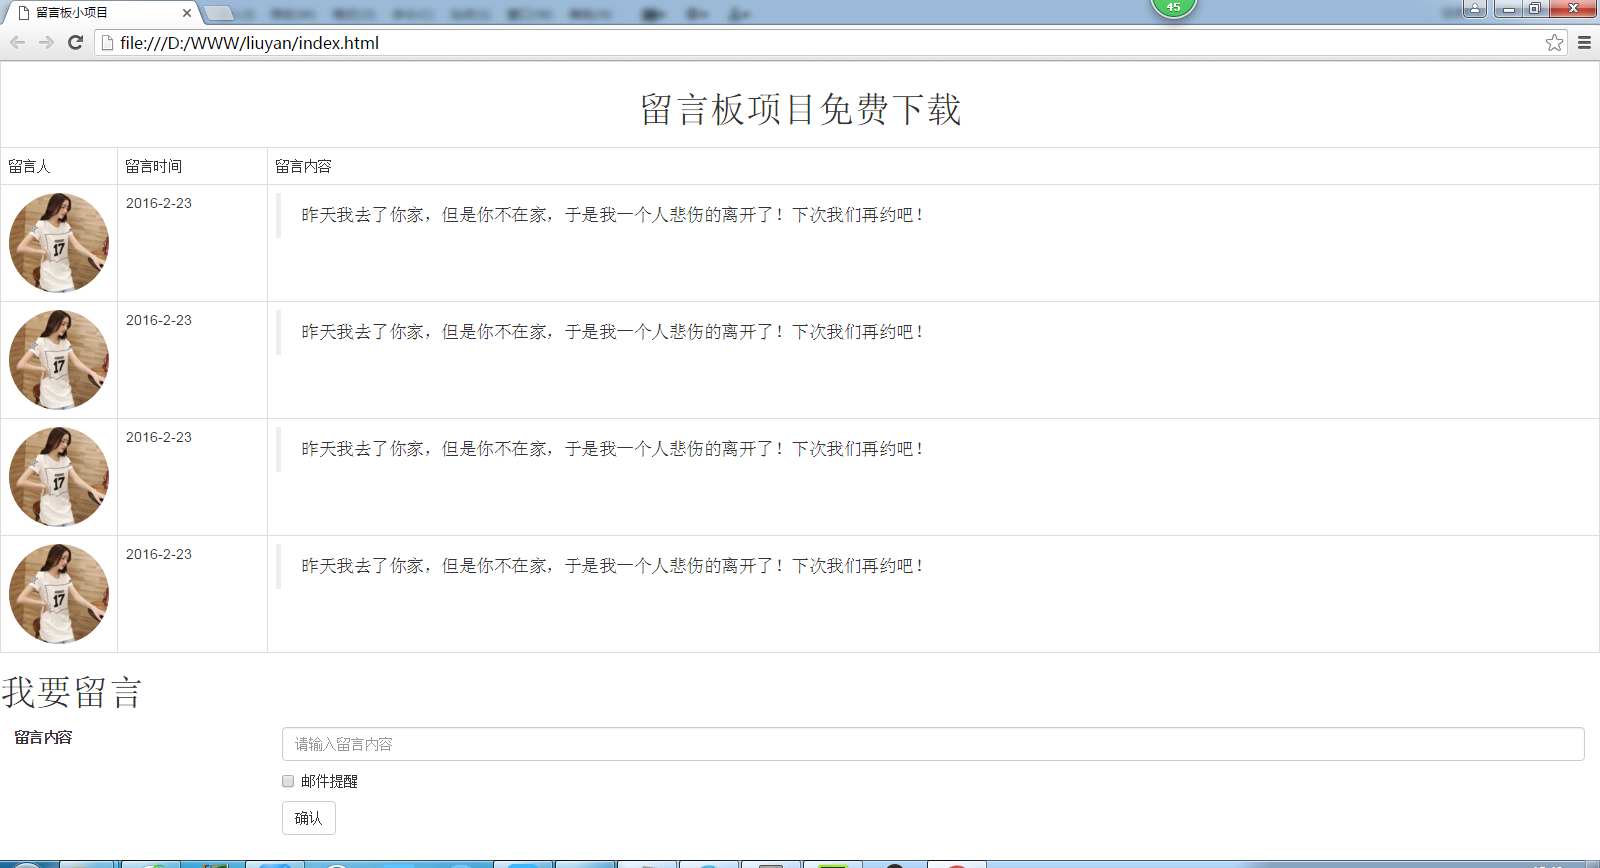 留言板小项目
45
file:///D:/WWW/liuyan/index.html
留言板项目免费下载
留言人 留言时间 留言内容
17
2016-2-23
昨天我去了你家，但是你不在家，于是我一个人悲伤的离开了！下次我们再约吧！
17
2016-2-23
昨天我去了你家，但是你不在家，于是我一个人悲伤的离开了！下次我们再约吧！
17
2016-2-23
昨天我去了你家，但是你不在家，于是我一个人悲伤的离开了！下次我们再约吧！
17
2016-2-23
昨天我去了你家，但是你不在家，于是我一个人悲伤的离开了！下次我们再约吧！
我要留言
留言内容
请输入留言内容
邮件提醒
确认